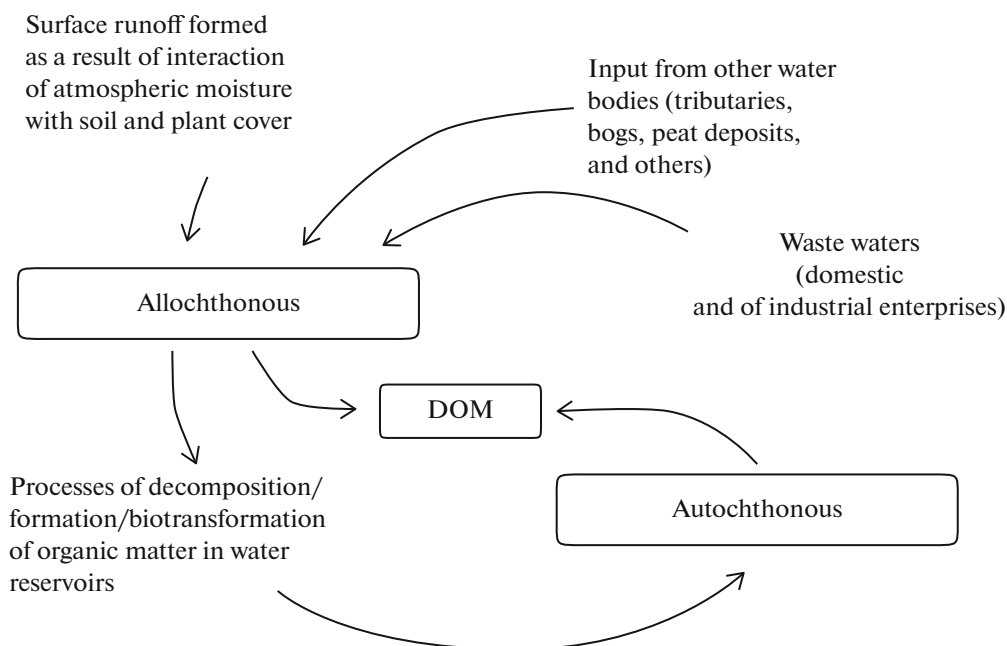 Surface runoff formed
as a result of interaction
of atmospheric moisture
with soil and plant cover
Input from other water
bodies (tributaries,
bogs, peat deposits,
and others)
Waste waters
(domestic
and of industrial enterprises)
Allochthonous
DOM
Processes of decomposition/
formation/biotransformation
of organic matter in water
reservoirs
Autochthonous